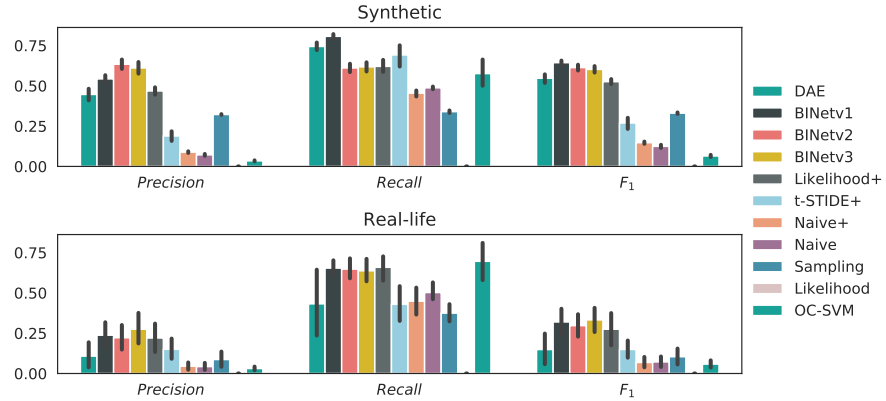 Synthetic
0.75
0.50
0.25
0.00
Precision Recall F1
Real-life
0.75
0.50
0.25
0.00
Precision Recall F1
DAE
BINetv1
BINetv2
BINetv3
Likelihood+
t-STIDE+
Naive+
Naive
Sampling
Likelihood
OC-SVM